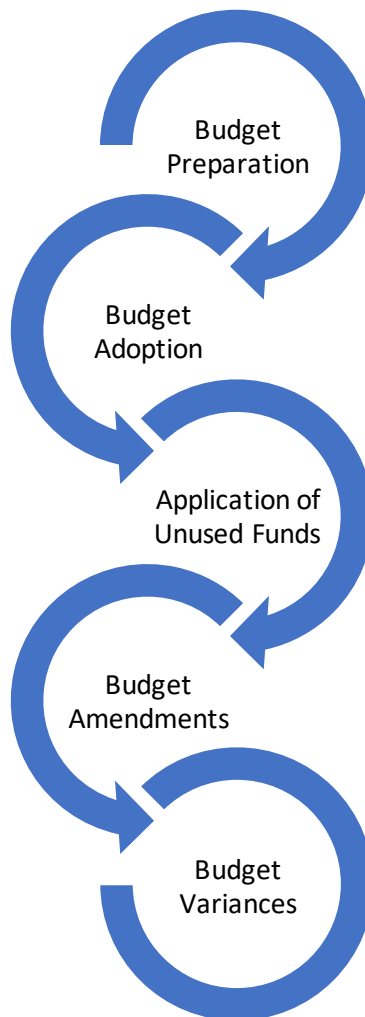 Budget
Preparation
Budget
Adoption
Application of
Unused Funds
Budget
Amendments
Budget
Variances